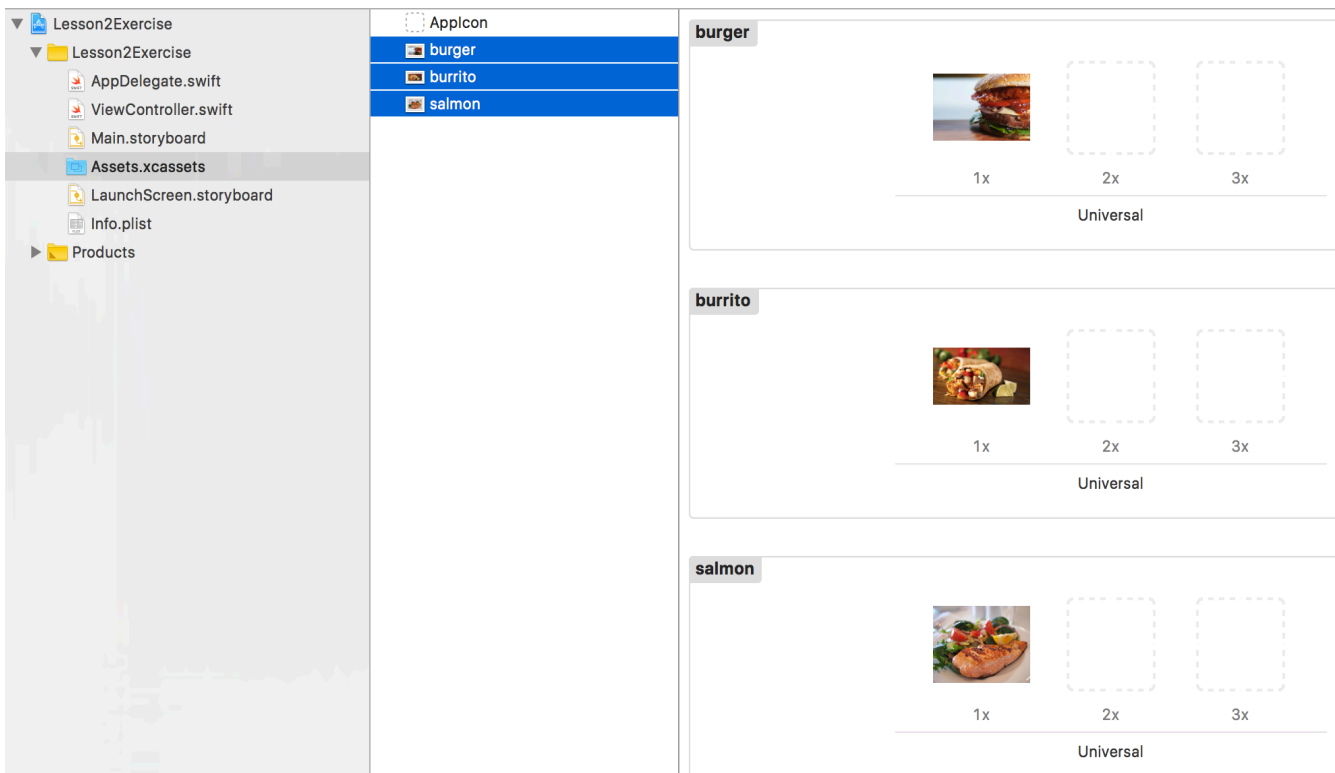 Lesson2Exercise
Lesson2Exercise
AppDelegate.swift
ViewController.swift
Main.storyboard
Assets.xcassets
LaunchScreen.storyboard
Info.plist
Products
AppIcon
burger
burrito
salmon
burger
1x 2x 3x
Universal
burrito
1x 2x 3x
Universal
salmon
1x 2x 3x
Universal